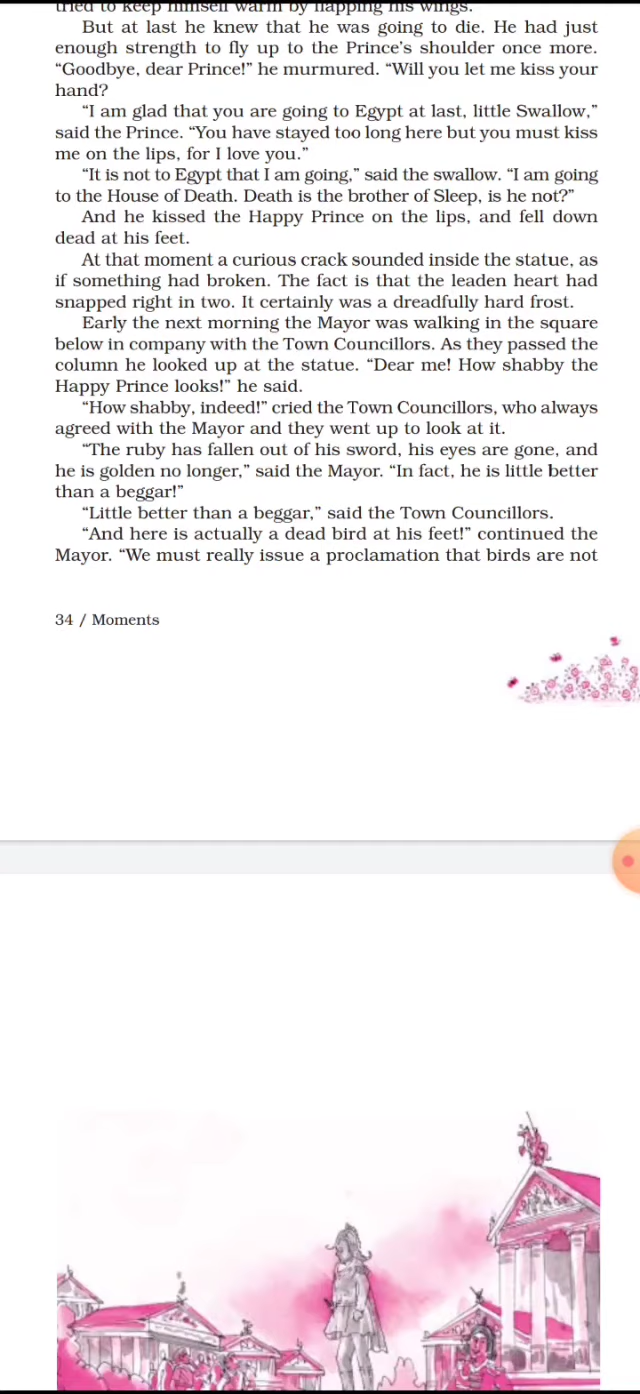 tried to keep himself warm by flapping his wings.
But at last he knew that he was going to die. He had just
enough strength to fly up to the Prince’s shoulder once more.
“Goodbye, dear Prince!” he murmured. “Will you let me kiss your
hand?
“I am glad that you are going to Egypt at last, little Swallow,”
said the Prince. “You have stayed too long here but you must kiss
me on the lips, for I love you.”
“It is not to Egypt that I am going,” said the swallow. “I am going
to the House of Death. Death is the brother of Sleep, is he not?”
And he kissed the Happy Prince on the lips, and fell down
dead at his feet.
At that moment a curious crack sounded inside the statue, as
if something had broken. The fact is that the leaden heart had
snapped right in two. It certainly was a dreadfully hard frost.
Early the next morning the Mayor was walking in the square
below in company with the Town Councillors. As they passed the
column he looked up at the statue. “Dear me! How shabby the
Happy Prince looks!” he said.
“How shabby, indeed!” cried the Town Councillors, who always
agreed with the Mayor and they went up to look at it.
“The ruby has fallen out of his sword, his eyes are gone, and
he is golden no longer,” said the Mayor. “In fact, he is little better
than a beggar!”
“Little better than a beggar,” said the Town Councillors.
“And here is actually a dead bird at his feet!” continued the
Mayor. “We must really issue a proclamation that birds are not
34 / Moments